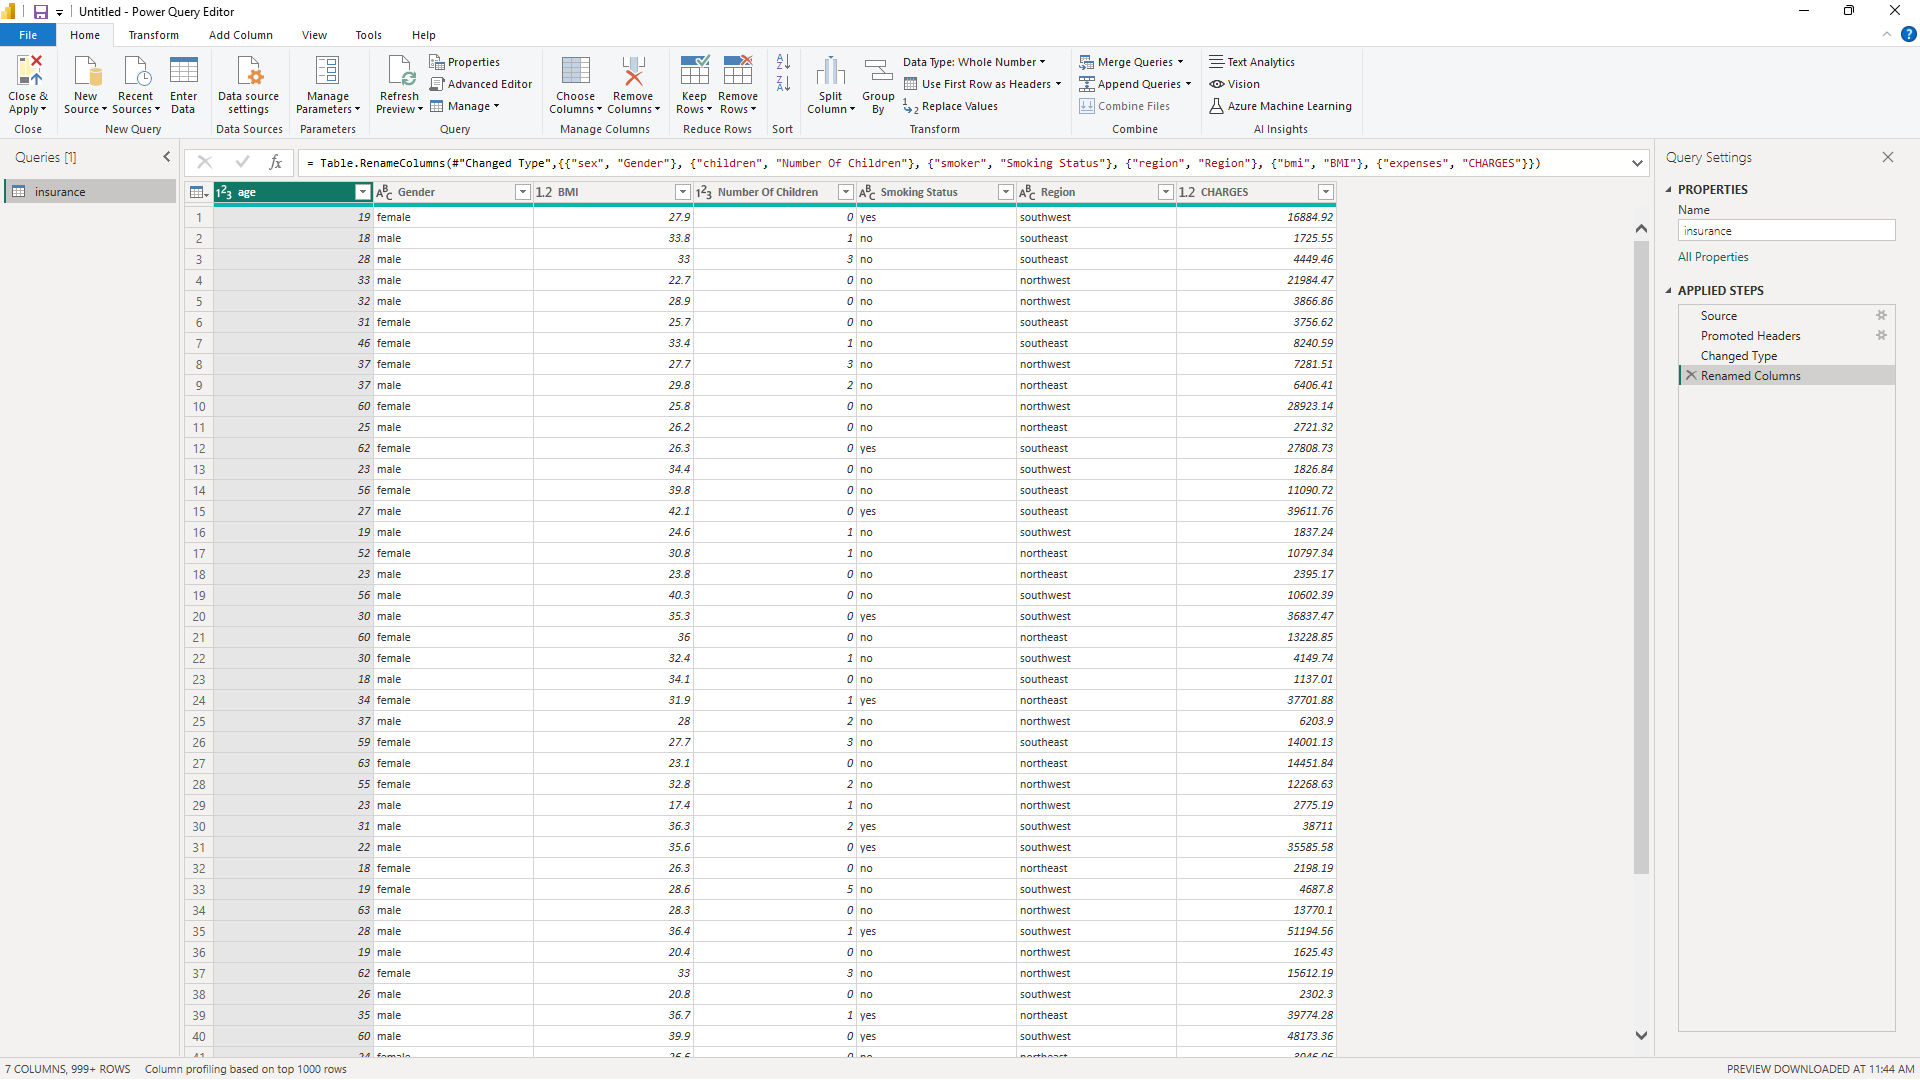 Untitled - Power Query Editor
File Home Transform Add Column View Tools Help
Close & Apply
New Source
Recent Sources
Enter Data
Data source settings
Manage Parameters
Refresh Preview
Properties
Advanced Editor
Manage
Choose Columns
Remove Columns
Keep Rows
Remove Rows
Split Column
Group By
Data Type: Whole Number
Use First Row as Headers
Replace Values
Merge Queries
Append Queries
Combine Files
Text Analytics
Vision
Azure Machine Learning
Close New Query Data Sources Parameters Query Manage Columns Reduce Rows Sort Transform Combine AI Insights
Queries [1]
insurance
= Table.RenameColumns(#"Changed Type",{{"sex", "Gender"}, {"children", "Number Of Children"}, {"smoker", "Smoking Status"}, {"region", "Region"}, {"bmi", "BMI"}, {"expenses", "CHARGES"}})
age Gender 1.2 BMI Number Of Children Smoking Status Region 1.2 CHARGES
1 19 female 27.9 0 yes southwest 16884.92
2 18 male 33.8 1 no southeast 1725.55
3 28 male 33 3 no southeast 4449.46
4 33 male 22.7 0 no northwest 21984.47
5 32 male 28.9 0 no northwest 3866.86
6 31 female 25.7 0 no southeast 3756.62
7 46 female 33.4 1 no southeast 8240.59
8 37 female 27.7 3 no northwest 7281.51
9 37 male 29.8 2 no northeast 6406.41
10 60 female 25.8 0 no northwest 28923.14
11 25 male 26.2 0 no northeast 2721.32
12 62 female 26.3 0 yes southeast 27808.73
13 23 male 34.4 0 no southwest 1826.84
14 56 female 39.8 0 no southeast 11090.72
15 27 male 42.1 0 yes southeast 39611.76
16 19 male 24.6 1 no southwest 1837.24
17 52 female 30.8 1 no northeast 10797.34
18 23 male 23.8 0 no northeast 2395.17
19 56 male 40.3 0 no southwest 10602.39
20 30 male 35.3 0 yes southwest 36837.47
21 60 female 36 0 no northeast 13228.85
22 30 female 32.4 1 no southwest 4149.74
23 18 male 34.1 0 no southeast 1137.01
24 34 female 31.9 1 yes northeast 37701.88
25 37 male 28 2 no northwest 6203.9
26 59 female 27.7 3 no southeast 14001.13
27 63 female 23.1 0 no northeast 14451.84
28 55 female 32.8 2 no northwest 12268.63
29 23 male 17.4 1 no northwest 2775.19
30 31 male 36.3 2 yes southwest 38711
31 22 male 35.6 0 yes southwest 35585.58
32 18 female 26.3 0 no northeast 2198.19
33 19 female 28.6 5 no southwest 4687.8
34 63 male 28.3 0 no northwest 13770.1
35 28 male 36.4 1 yes southwest 51194.56
36 19 male 20.4 0 no northwest 1625.43
37 62 female 33 3 no northwest 15612.19
38 26 male 20.8 0 no southwest 2302.3
39 35 male 36.7 1 yes northeast 39774.28
40 60 male 39.9 0 yes southwest 48173.36
Query Settings
PROPERTIES
Name
insurance
All Properties
APPLIED STEPS
Source
Promoted Headers
Changed Type
Renamed Columns
7 COLUMNS, 999+ ROWS Column profiling based on top 1000 rows
PREVIEW DOWNLOADED AT 11:44 AM